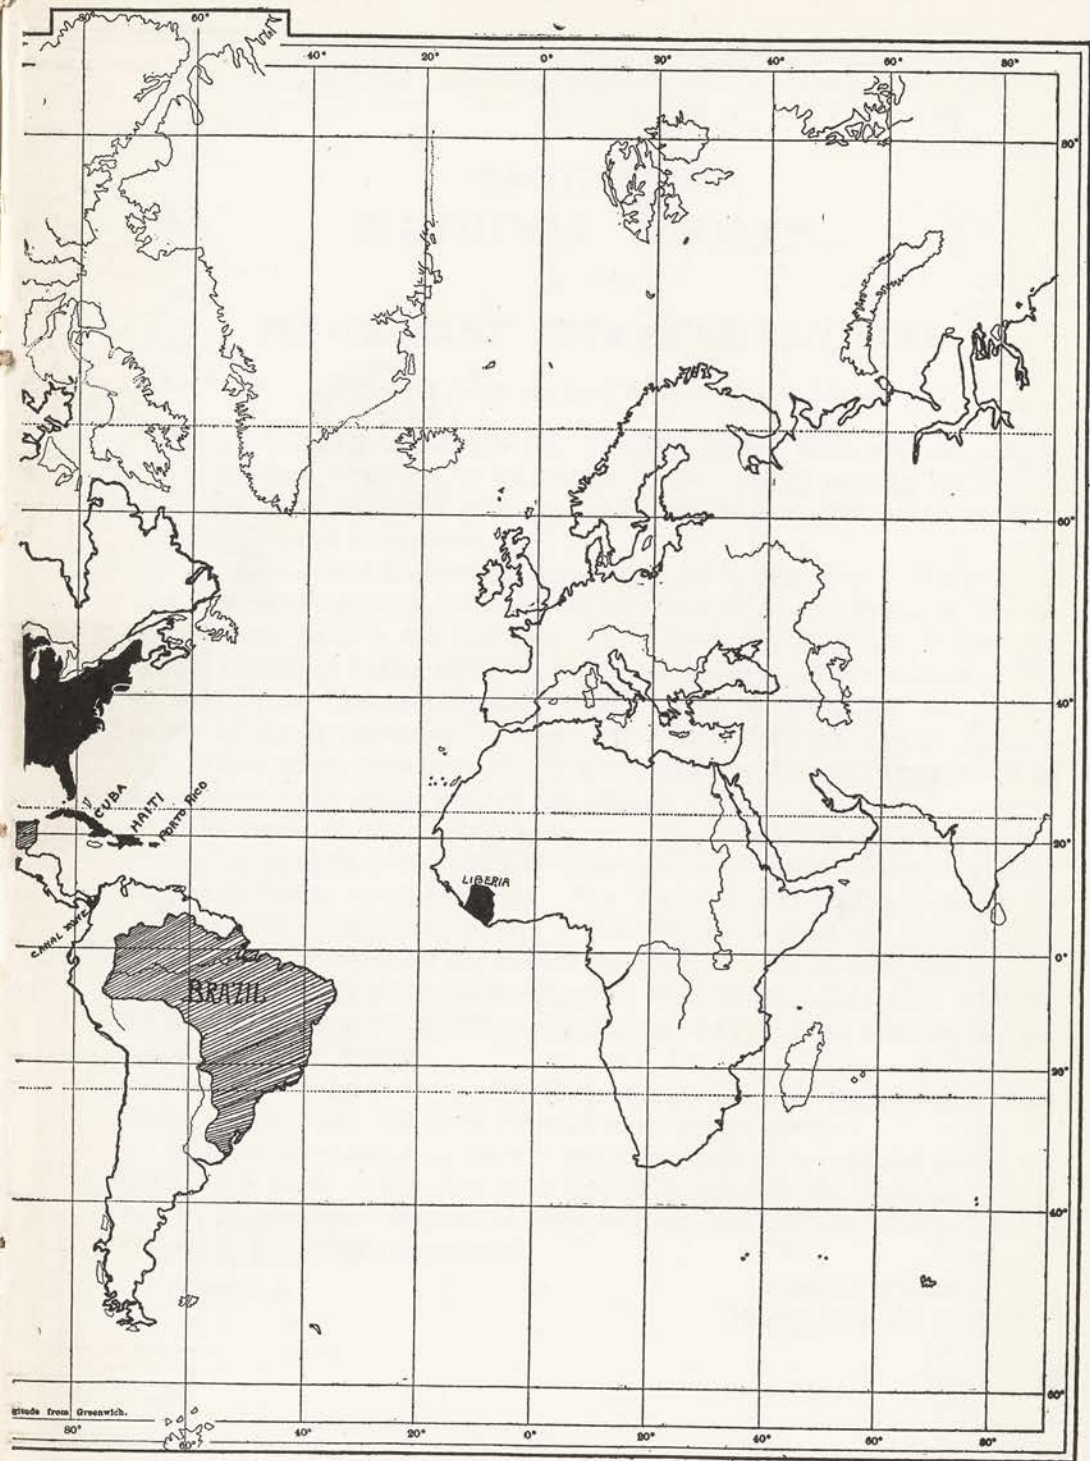 80° 60°
40° 20° 0° 20° 40° 60° 80°
80°
60°
40°
CUBA
HAITI
PORTO RICO
20°
LIBERIA
CANAL ZONE
0°
BRAZIL
20°
40°
60°
gitude from Greenwich.
80° 60° 40° 20° 0° 20° 40° 60° 80°